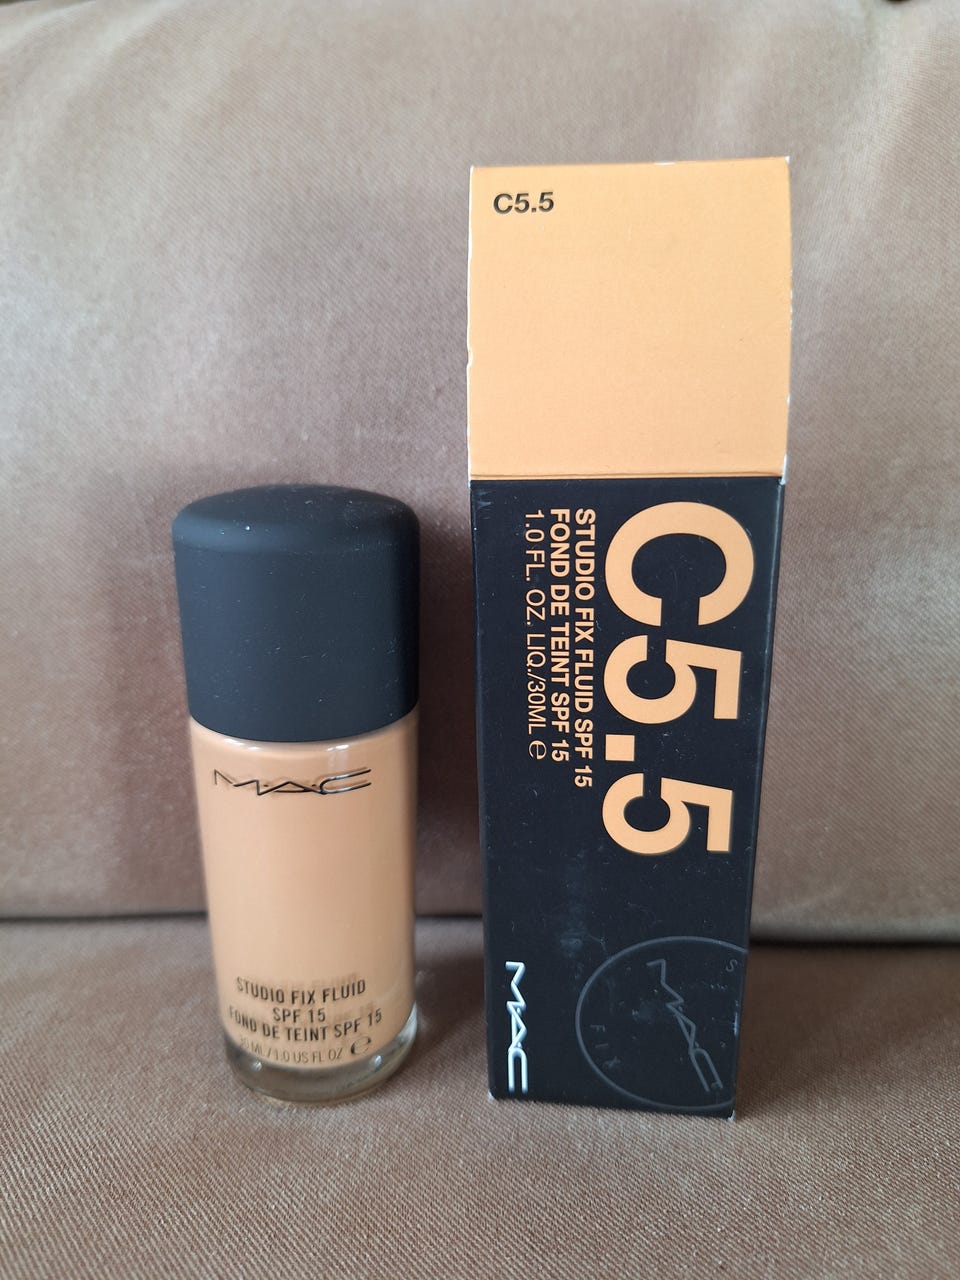 C5.5
C5.5
STUDIO FIX FLUID SPF 15
FOND DE TEINT SPF 15
1.0 FL. OZ. LIQ./30ML ℮
MAC
MAC
FIX
S
MAC
STUDIO FIX FLUID
SPF 15
FOND DE TEINT SPF 15
30 ML / 1.0 US FL OZ ℮